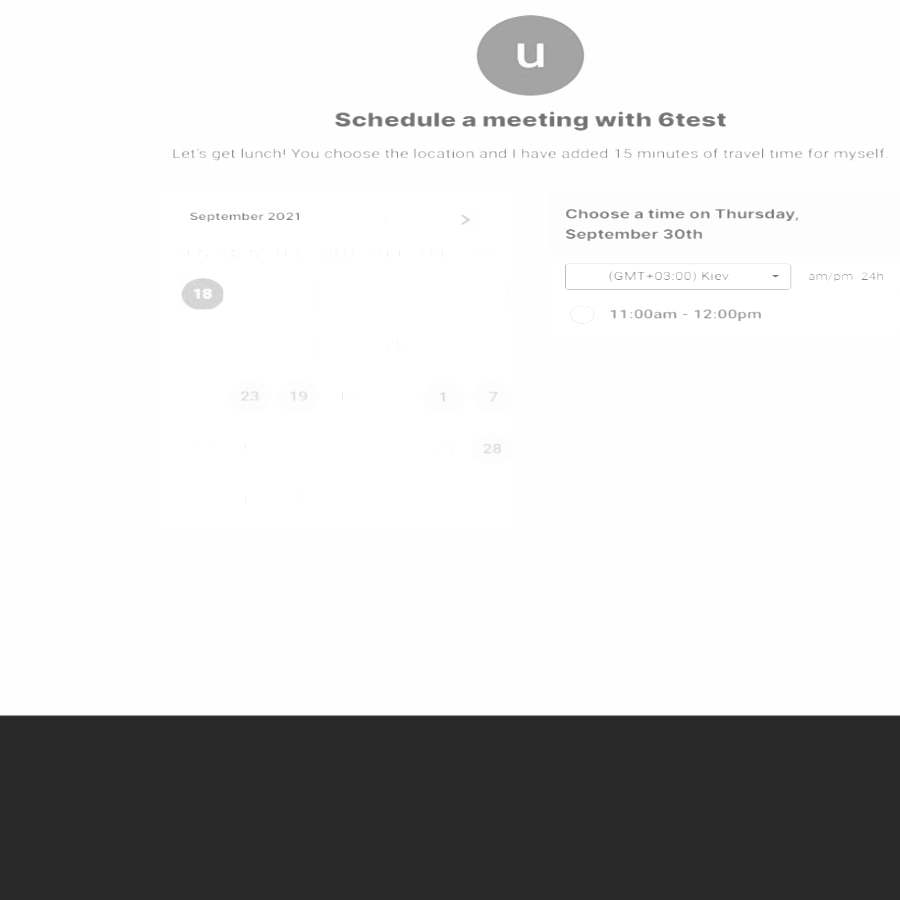 u
Schedule a meeting with 6test
Let's get lunch! You choose the location and I have added 15 minutes of travel time for myself.
September 2021
18
23 19 1 7
28
Choose a time on Thursday,
September 30th
(GMT+03:00) Kiev
am/pm 24h
11:00am - 12:00pm